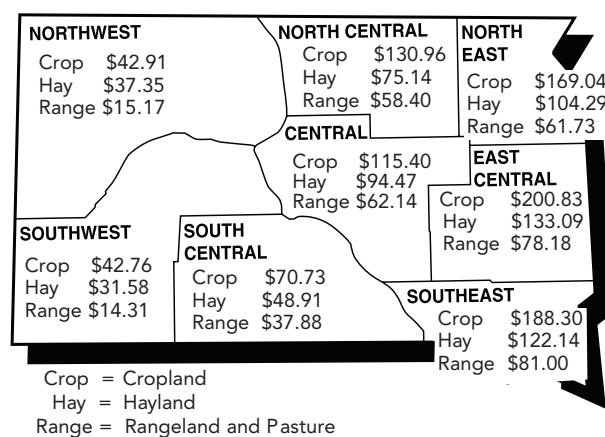 NORTHWEST
Crop $42.91
Hay $37.35
Range $15.17
NORTH CENTRAL
Crop $130.96
Hay $75.14
Range $58.40
NORTH
EAST
Crop $169.04
Hay $104.29
Range $61.73
CENTRAL
Crop $115.40
Hay $94.47
Range $62.14
EAST
CENTRAL
Crop $200.83
Hay $133.09
Range $78.18
SOUTHWEST
Crop $42.76
Hay $31.58
Range $14.31
SOUTH
CENTRAL
Crop $70.73
Hay $48.91
Range $37.88
SOUTHEAST
Crop $188.30
Hay $122.14
Range $81.00
Crop = Cropland
Hay = Hayland
Range = Rangeland and Pasture